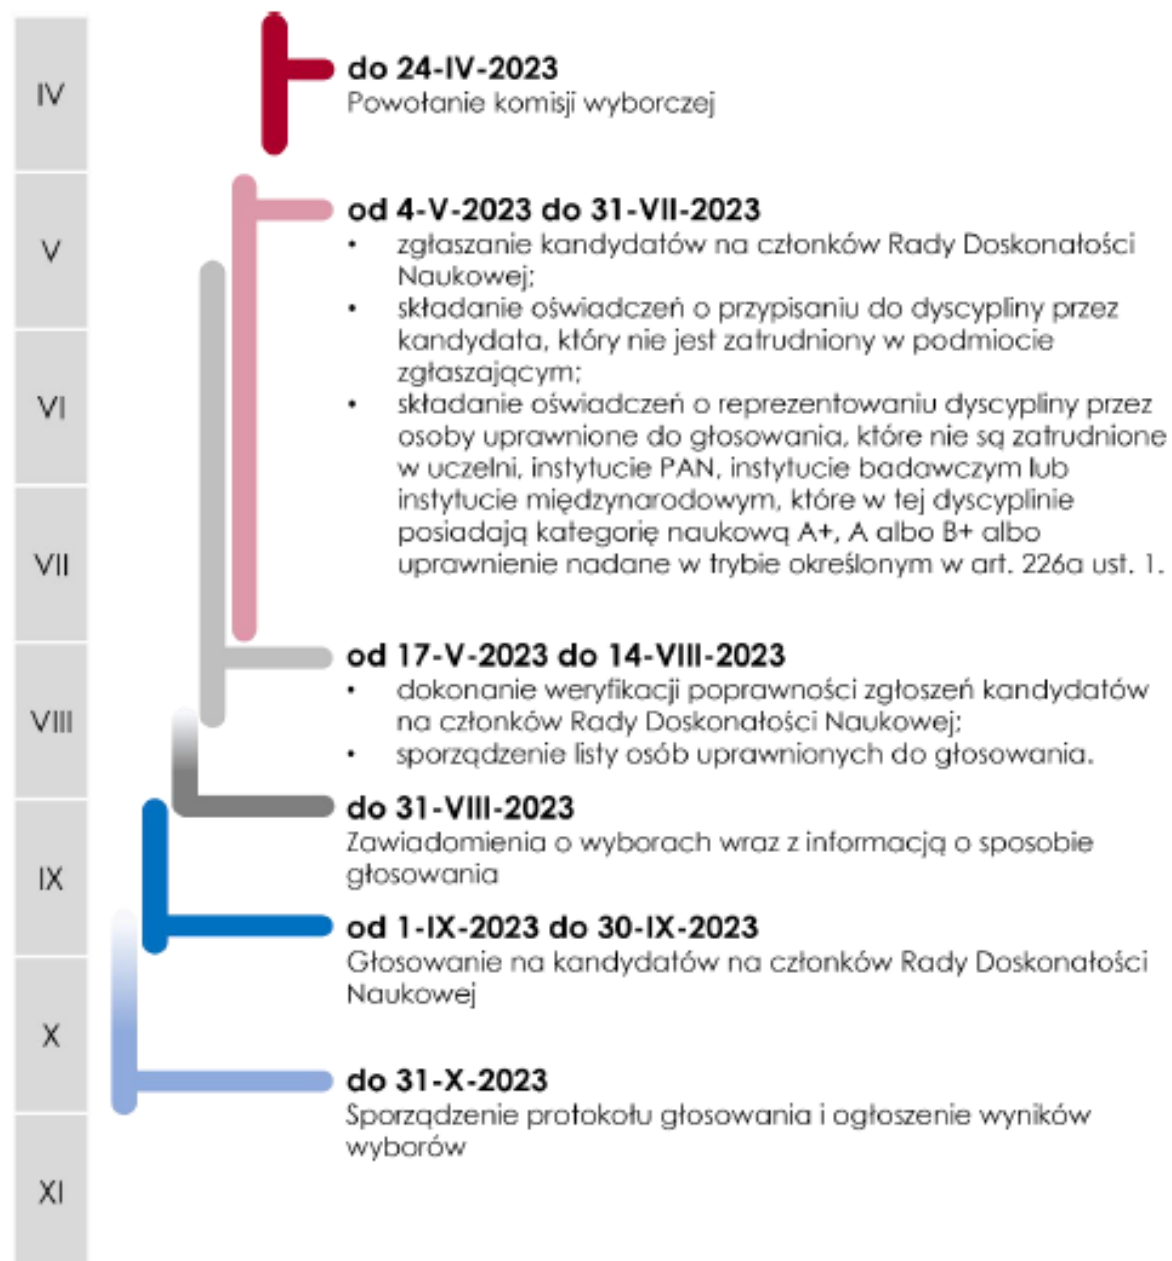 IV
do 24-IV-2023
Powołanie komisji wyborczej
V
od 4-V-2023 do 31-VII-2023
• zgłaszanie kandydatów na członków Rady Doskonałości
Naukowej;
• składanie oświadczeń o przypisaniu do dyscypliny przez
kandydata, który nie jest zatrudniony w podmiocie
zgłaszającym;
VI
• składanie oświadczeń o reprezentowaniu dyscypliny przez
osoby uprawnione do głosowania, które nie są zatrudnione
w uczelni, instytucie PAN, instytucie badawczym lub
instytucie międzynarodowym, które w tej dyscyplinie
posiadają kategorię naukową A+, A albo B+ albo
uprawnienie nadane w trybie określonym w art. 226a ust. 1.
VII
od 17-V-2023 do 14-VIII-2023
• dokonanie weryfikacji poprawności zgłoszeń kandydatów
na członków Rady Doskonałości Naukowej;
• sporządzenie listy osób uprawnionych do głosowania.
VIII
do 31-VIII-2023
Zawiadomienia o wyborach wraz z informacją o sposobie
głosowania
IX
od 1-IX-2023 do 30-IX-2023
Głosowanie na kandydatów na członków Rady Doskonałości
Naukowej
X
do 31-X-2023
Sporządzenie protokołu głosowania i ogłoszenie wyników
wyborów
XI